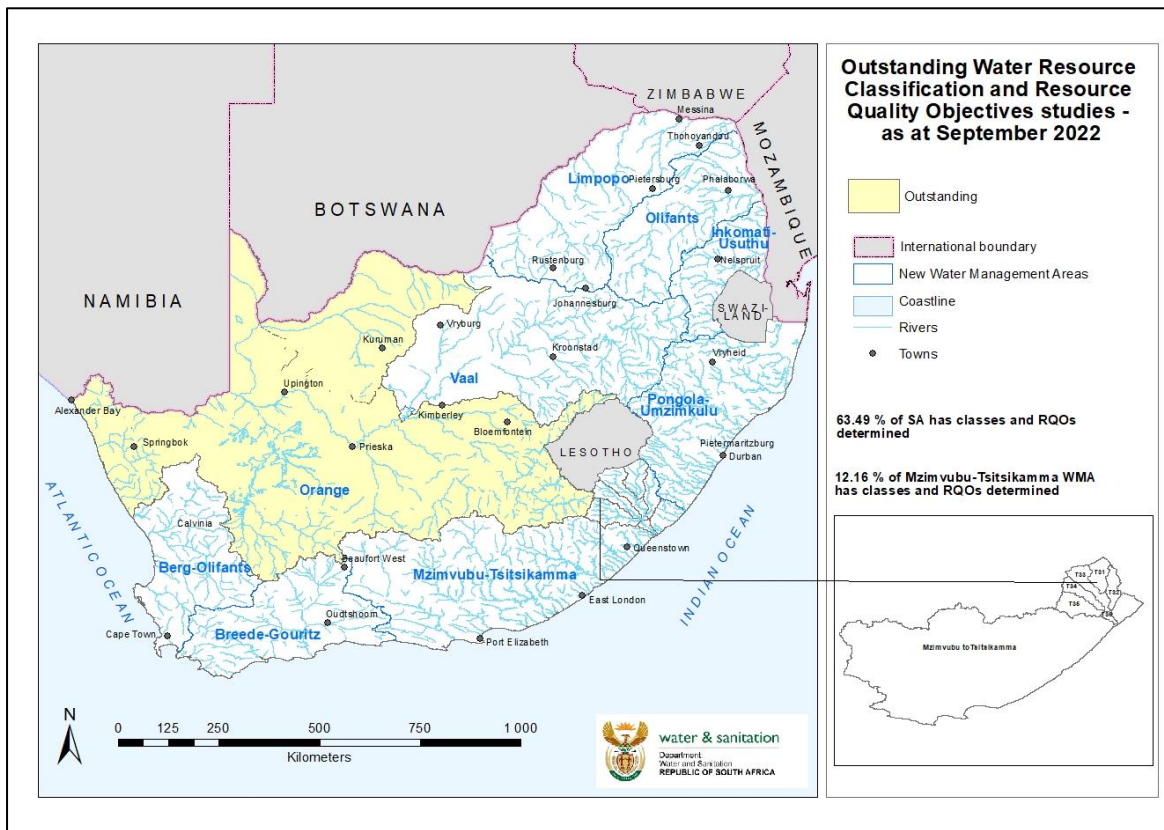 Outstanding Water Resource
Classification and Resource
Quality Objectives studies -
as at September 2022
Outstanding
International boundary
New Water Management Areas
Coastline
Rivers
Towns
63.49 % of SA has classes and RQOs
determined
12.16 % of Mzimvubu-Tsitsikamma WMA
has classes and RQOs determined
ZIMBABWE
Messina
Thohoyandou
MOZAMBIQUE
Limpopo
Pietersburg
Phalaborwa
BOTSWANA
Olifants
Inkomati-
Usuthu
Nelspruit
Rustenburg
Johannesburg
NAMIBIA
SWAZI-
LAND
Vryburg
Kuruman
Kroonstad
Vryheid
Vaal
Upington
Pongola-
Umzimkulu
Alexander Bay
Kimberley
Bloemfontein
Springbok
Prieska
LESOTHO
Pietermaritzburg
Durban
Orange
ATLANTIC OCEAN
Calvinia
Queenstown
INDIAN OCEAN
Beaufort West
Berg-Olifants
Mzimvubu-Tsitsikamma
East London
Oudtshoorn
Cape Town
Breede-Gouritz
Port Elizabeth
N
0 125 250 500 750 1 000
Kilometers
water & sanitation
Department:
Water and Sanitation
REPUBLIC OF SOUTH AFRICA
T33
T31
T34
T32
T35
Mzimvubu to Tsitsikamma